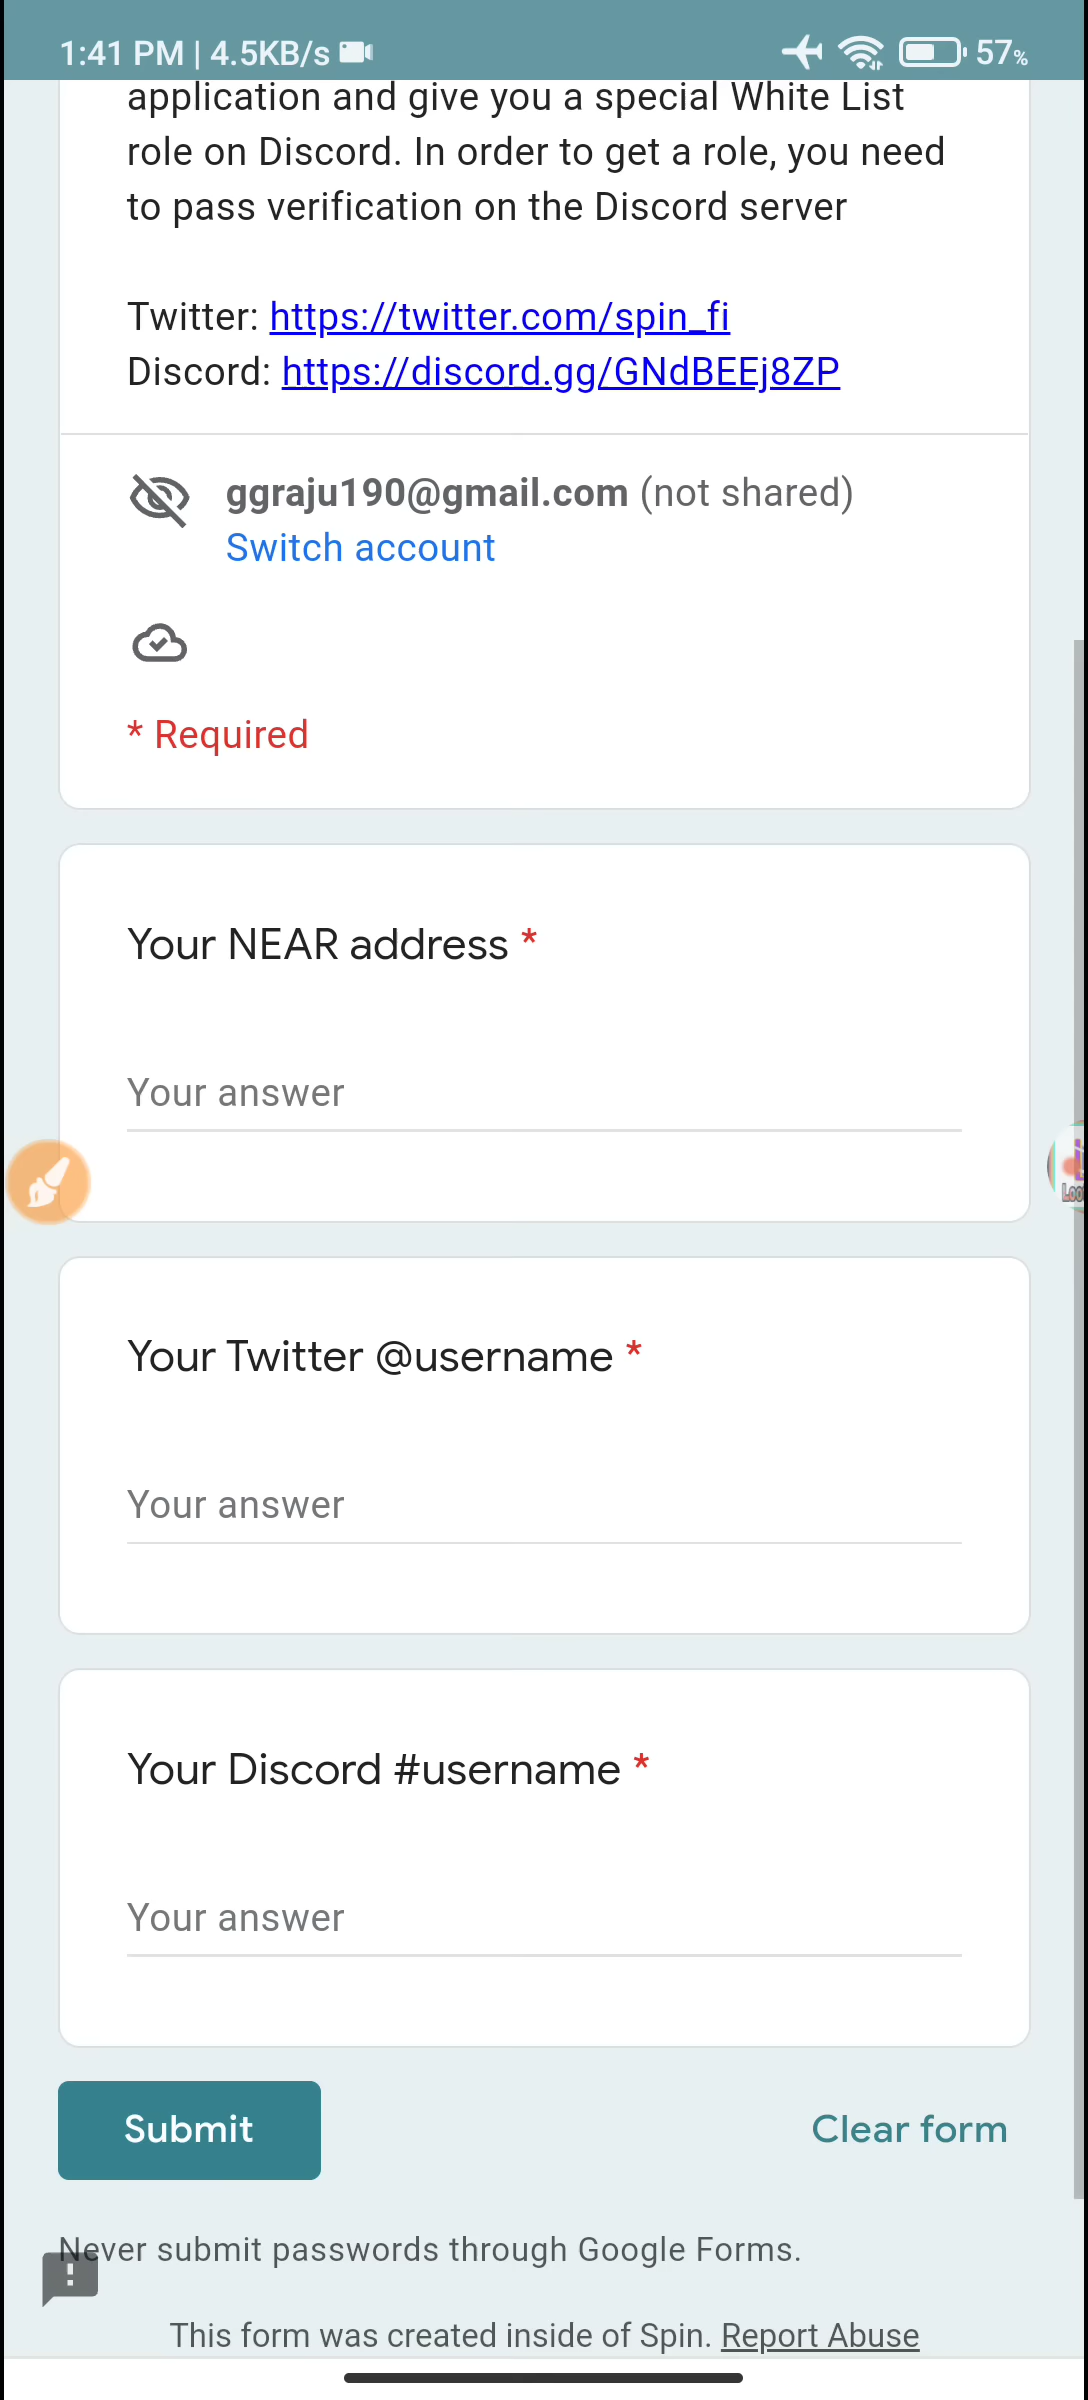 1:41 PM | 4.5KB/s 57%
application and give you a special White List
role on Discord. In order to get a role, you need
to pass verification on the Discord server
Twitter: https://twitter.com/spin_fi
Discord: https://discord.gg/GNdBEEj8ZP
ggraju190@gmail.com (not shared)
Switch account
* Required
Your NEAR address *
Your answer
Your Twitter @username *
Your answer
Your Discord #username *
Your answer
Submit Clear form
Never submit passwords through Google Forms.
This form was created inside of Spin. Report Abuse